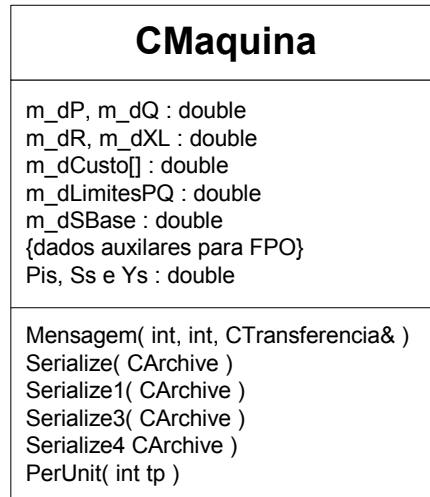 CMaquina
m_dP, m_dQ : double
m_dR, m_dXL : double
m_dCusto[] : double
m_dLimitesPQ : double
m_dSBase : double
{dados auxilares para FPO}
Pis, Ss e Ys : double
Mensagem( int, int, CTransferencia& )
Serialize( CArchive )
Serialize1( CArchive )
Serialize3( CArchive )
Serialize4 CArchive )
PerUnit( int tp )